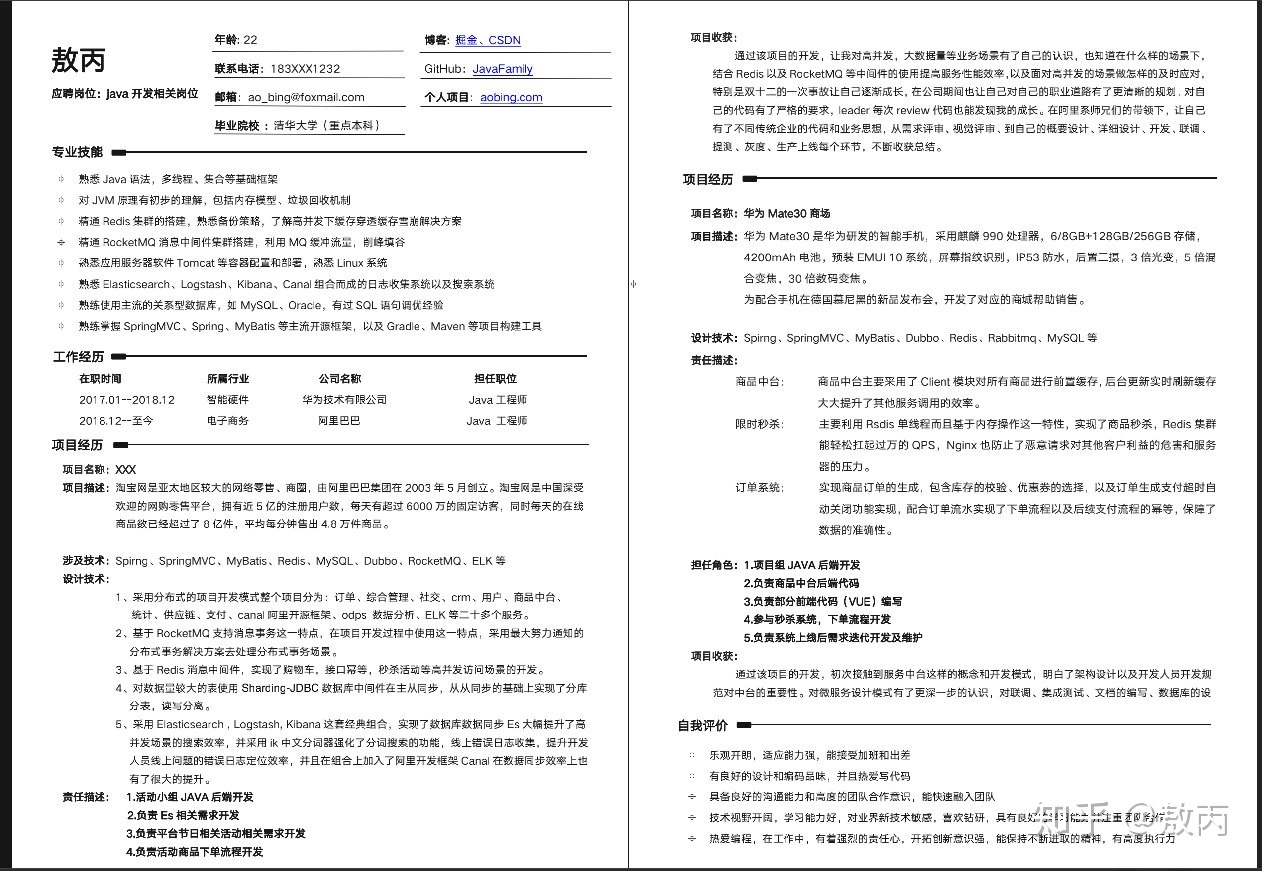 敖丙
应聘岗位：java 开发相关岗位
年龄: 22
联系电话：183XXX1232
邮箱：ao_bing@foxmail.com
毕业院校 ：清华大学（重点本科）
博客: 掘金、CSDN
GitHub：JavaFamily
个人项目：aobing.com
专业技能
熟悉 Java 语法，多线程、集合等基础框架
对 JVM 原理有初步的理解，包括内存模型、垃圾回收机制
精通 Redis 集群的搭建，熟悉备份策略，了解高并发下缓存穿透缓存雪崩解决方案
精通 RocketMQ 消息中间件集群搭建，利用 MQ 缓冲流量，削峰填谷
熟悉应用服务器软件 Tomcat 等容器配置和部署，熟悉 Linux 系统
熟悉 Elasticsearch、Logstash、Kibana、Canal 组合而成的日志收集系统以及搜索系统
熟练使用主流的关系型数据库，如 MySQL、Oracle，有过 SQL 语句调优经验
熟练掌握 SpringMVC、Spring、MyBatis 等主流开源框架，以及 Gradle、Maven 等项目构建工具
工作经历
在职时间 所属行业 公司名称 担任职位
2017.01--2018.12 智能硬件 华为技术有限公司 Java 工程师
2018.12--至今 电子商务 阿里巴巴 Java 工程师
项目经历
项目名称：XXX
项目描述：淘宝网是亚太地区较大的网络零售、商圈，由阿里巴巴集团在 2003 年 5 月创立。淘宝网是中国深受
欢迎的网购零售平台，拥有近 5 亿的注册用户数，每天有超过 6000 万的固定访客，同时每天的在线
商品数已经超过了 8 亿件，平均每分钟售出 4.8 万件商品。
涉及技术：Spirng、SpringMVC、MyBatis、Redis、MySQL、Dubbo、RocketMQ、ELK 等
设计技术：
1、采用分布式的项目开发模式整个项目分为：订单、综合管理、社交、crm、用户、商品中台、
统计、供应链、支付、canal 阿里开源框架、odps 数据分析、ELK 等二十多个服务。
2、基于 RocketMQ 支持消息事务这一特点，在项目开发过程中使用这一特点，采用最大努力通知的
分布式事务解决方案去处理分布式事务场景。
3、基于 Redis 消息中间件，实现了购物车，接口幂等，秒杀活动等高并发访问场景的开发。
4、对数据量较大的表使用 Sharding-JDBC 数据库中间件在主从同步，从从同步的基础上实现了分库
分表，读写分离。
5、采用 Elasticsearch , Logstash, Kibana 这套经典组合，实现了数据库数据同步 Es 大幅提升了高
并发场景的搜索效率，并采用 ik 中文分词器强化了分词搜索的功能，线上错误日志收集，提升开发
人员线上问题的错误日志定位效率，并且在组合上加入了阿里开发框架 Canal 在数据同步效率上也
有了很大的提升。
责任描述： 1.活动小组 JAVA 后端开发
2.负责 Es 相关需求开发
3.负责平台节日相关活动相关需求开发
4.负责活动商品下单流程开发
项目收获：
通过该项目的开发，让我对高并发，大数据量等业务场景有了自己的认识，也知道在什么样的场景下，
结合 Redis 以及 RocketMQ 等中间件的使用提高服务性能效率,以及面对高并发的场景做怎样的及时应对，
特别是双十二的一次事故让自己逐渐成长，在公司期间也让自己对自己的职业道路有了更清晰的规划，对自
己的代码有了严格的要求，leader 每次 review 代码也能发现我的成长。在阿里系师兄们的带领下，让自己
有了不同传统企业的代码和业务思想，从需求评审、视觉评审、到自己的概要设计、详细设计、开发、联调、
提测、灰度、生产上线每个环节，不断收获总结。
项目经历
项目名称：华为 Mate30 商场
项目描述：华为 Mate30 是华为研发的智能手机，采用麒麟 990 处理器，6/8GB+128GB/256GB 存储，
4200mAh 电池，预装 EMUI 10 系统，屏幕指纹识别，IP53 防水，后置二摄，3 倍光变，5 倍混
合变焦，30 倍数码变焦。
为配合手机在德国慕尼黑的新品发布会，开发了对应的商城帮助销售。
设计技术：Spirng、SpringMVC、MyBatis、Dubbo、Redis、Rabbitmq、MySQL 等
责任描述：
商品中台： 商品中台主要采用了 Client 模块对所有商品进行前置缓存, 后台更新实时刷新缓存
大大提升了其他服务调用的效率。
限时秒杀： 主要利用 Rsdis 单线程而且基于内存操作这一特性，实现了商品秒杀，Redis 集群
能轻松扛起过万的 QPS，Nginx 也防止了恶意请求对其他客户利益的危害和服务
器的压力。
订单系统： 实现商品订单的生成，包含库存的校验、优惠券的选择，以及订单生成支付超时自
动关闭功能实现，配合订单流水实现了下单流程以及后续支付流程的幂等，保障了
数据的准确性。
担任角色：1.项目组 JAVA 后端开发
2.负责商品中台后端代码
3.负责部分前端代码（VUE）编写
4.参与秒杀系统，下单流程开发
5.负责系统上线后需求迭代开发及维护
项目收获：
通过该项目的开发，初次接触到服务中台这样的概念和开发模式，明白了架构设计以及开发人员开发规
范对中台的重要性。对微服务设计模式有了更深一步的认识，对联调、集成测试、文档的编写、数据库的设
自我评价
乐观开朗，适应能力强，能接受加班和出差
有良好的设计和编码品味，并且热爱写代码
具备良好的沟通能力和高度的团队合作意识，能快速融入团队
技术视野开阔，学习能力好，对业界新技术敏感，喜欢钻研，具有良好
热爱编程，在工作中，有着强烈的责任心，开拓创新意识强，能保持不断进取的精神，有高度执行力
知乎 @敖丙